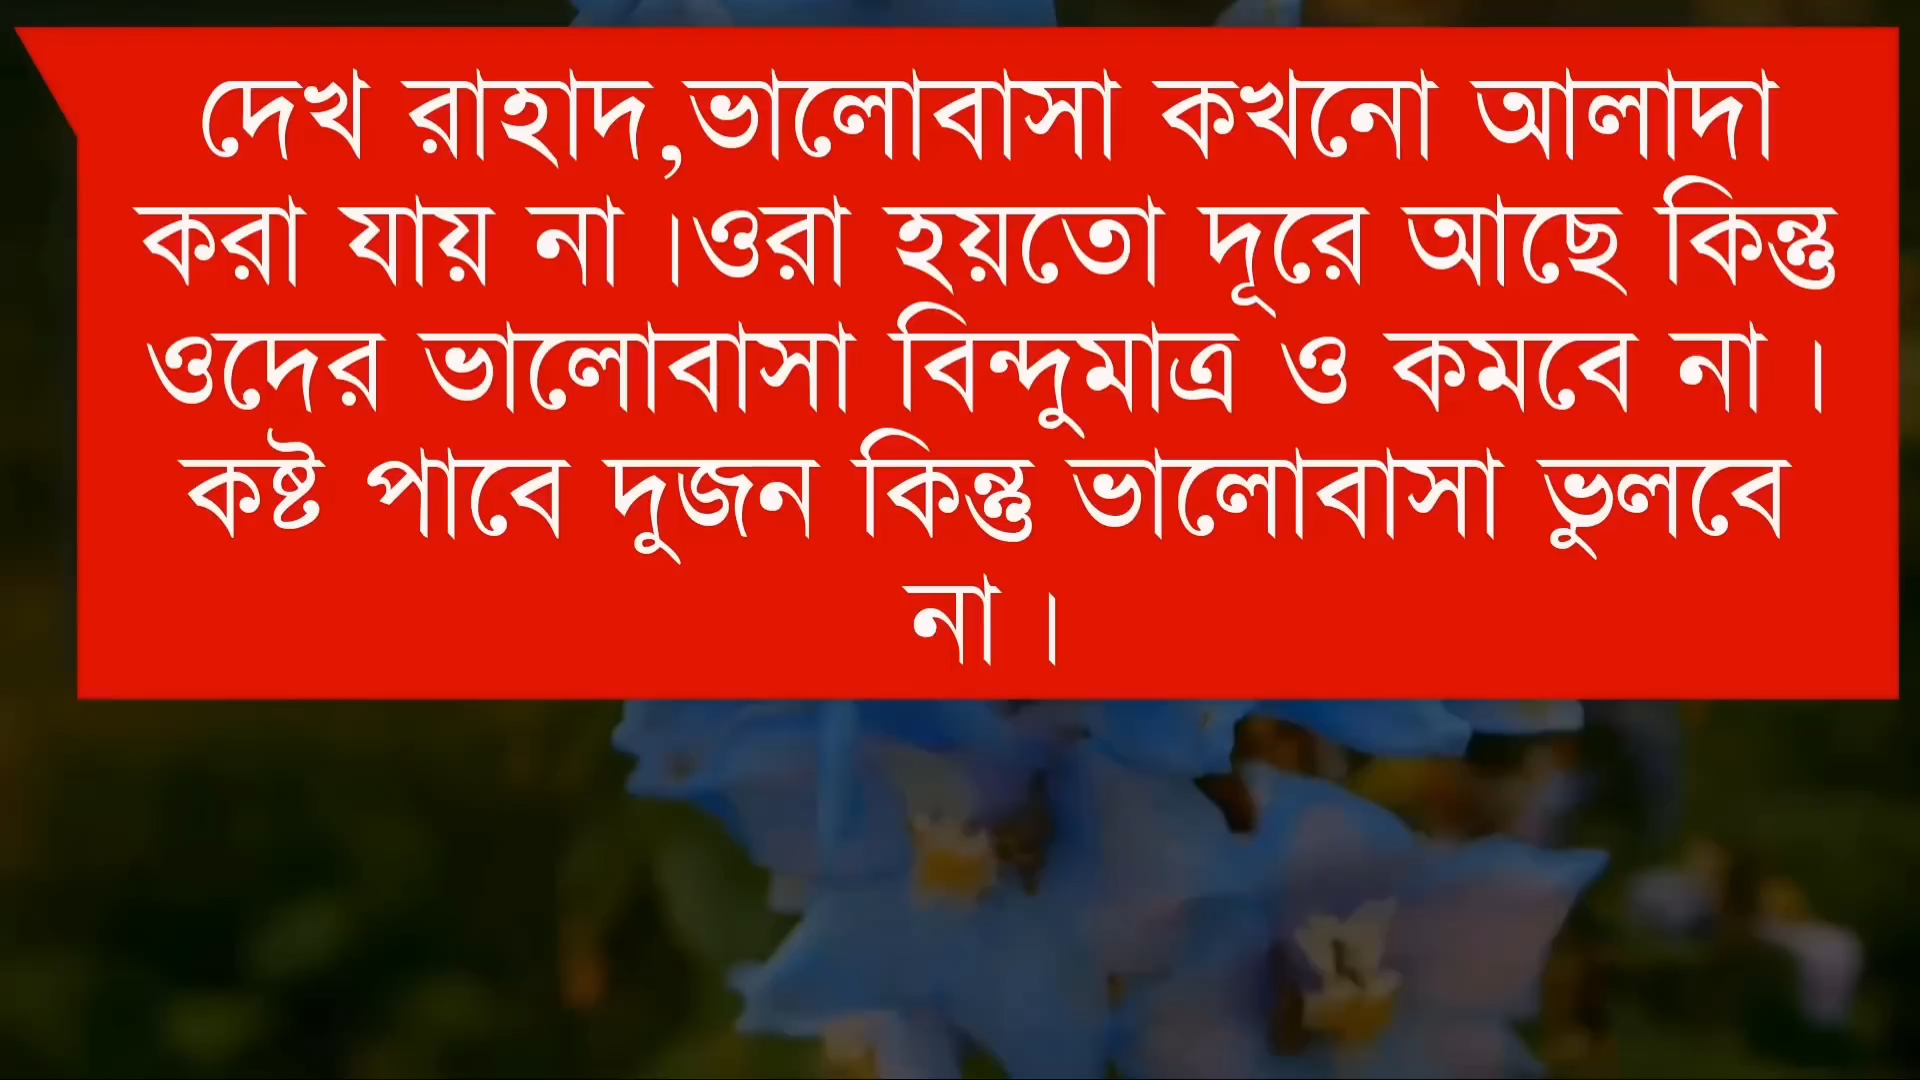 দেখ রাহাদ,ভালোবাসা কখনো আলাদা
করা যায় না ।ওরা হয়তো দূরে আছে কিন্তু
ওদের ভালোবাসা বিন্দুমাত্র ও কমবে না ।
কষ্ট পাবে দুজন কিন্তু ভালোবাসা ভুলবে
না ।